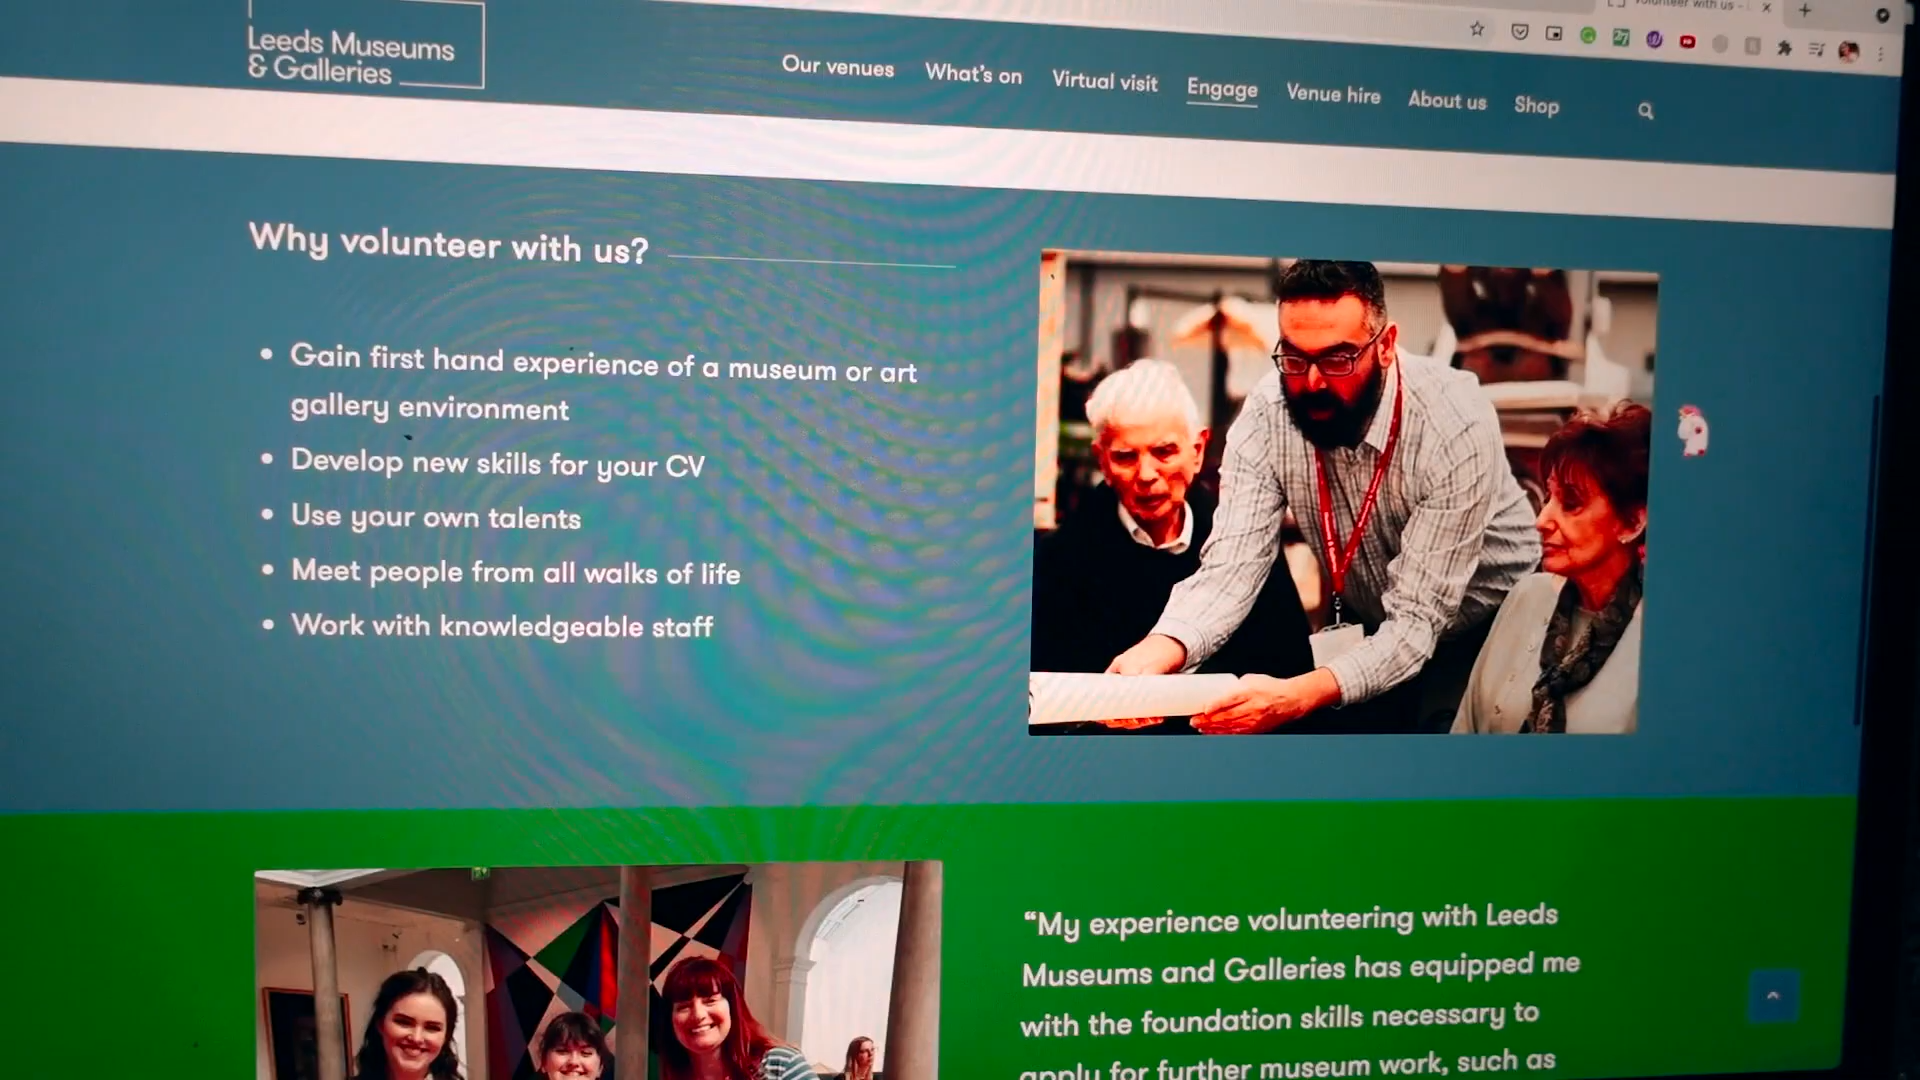 volunteer with us -
Leeds Museums
& Galleries
Our venues
What's on
Virtual visit
Engage
Venue hire
About us
Shop
Why volunteer with us?
• Gain first hand experience of a museum or art
gallery environment
• Develop new skills for your CV
• Use your own talents
• Meet people from all walks of life
• Work with knowledgeable staff
“My experience volunteering with Leeds
Museums and Galleries has equipped me
with the foundation skills necessary to
apply for further museum work, such as